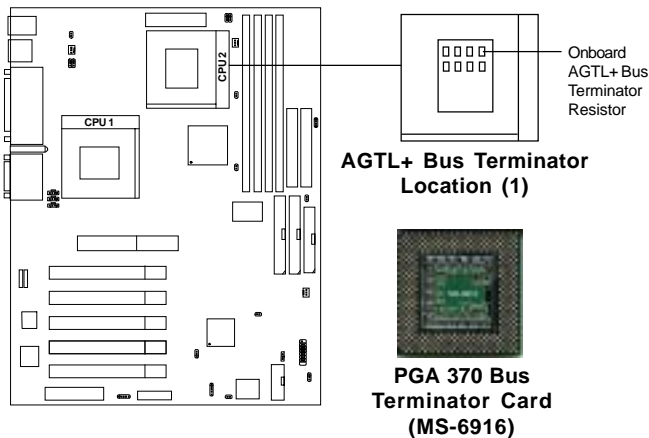 CPU 2
CPU 1
Onboard
AGTL+ Bus
Terminator
Resistor
AGTL+ Bus Terminator
Location (1)
PGA 370 Bus
Terminator Card
(MS-6916)